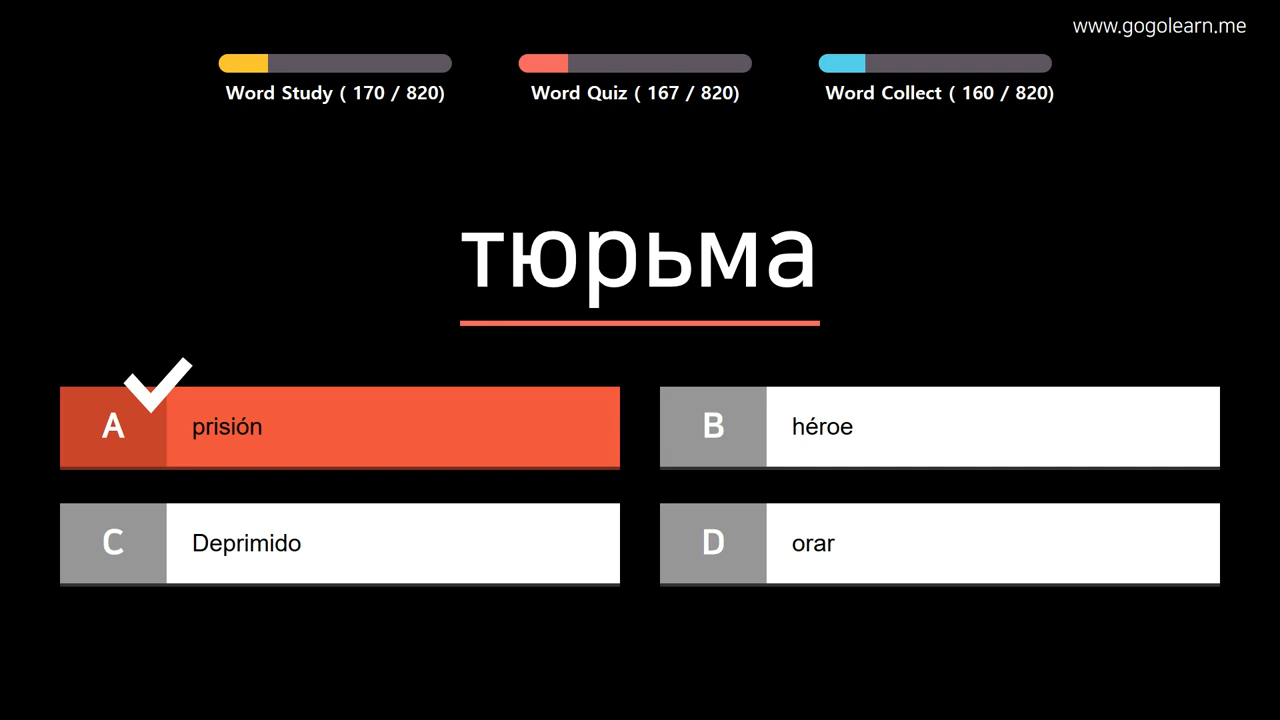 www.gogolearn.me
Word Study ( 170 / 820)
Word Quiz ( 167 / 820)
Word Collect ( 160 / 820)
тюрьма
A prisión
B héroe
C Deprimido
D orar